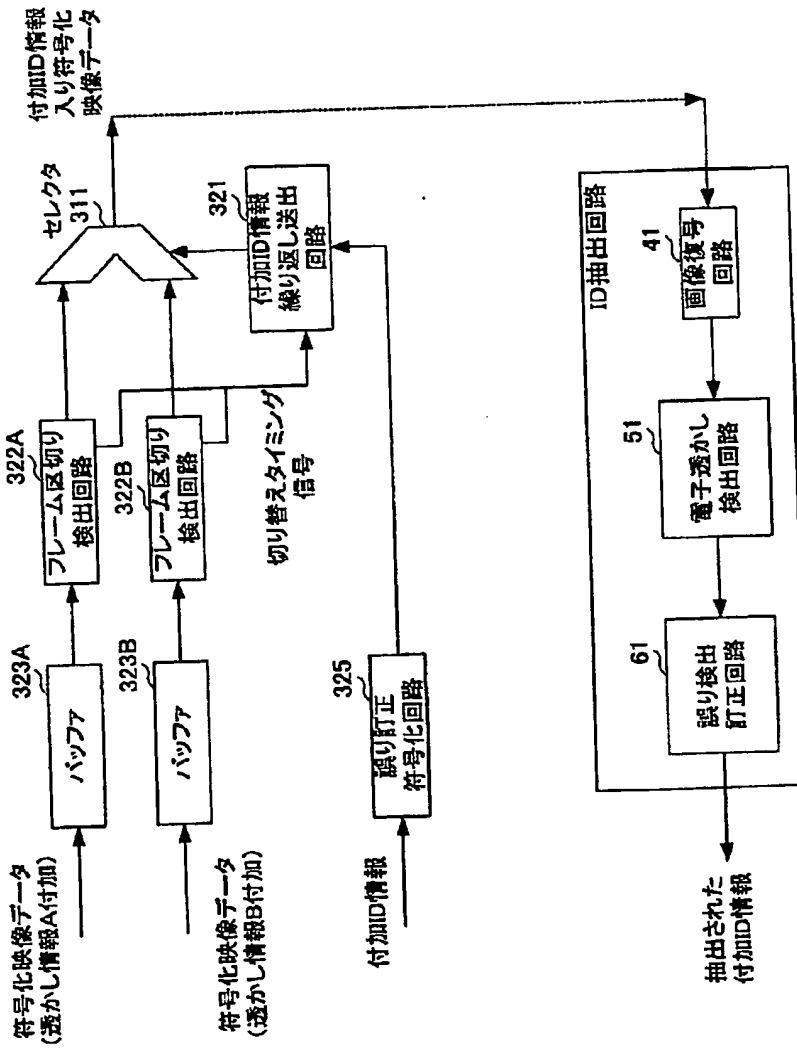 符号化映像データ
(透かし情報A付加)
323A
バッファ
322A
フレーム区切り
検出回路
セレクタ
311
付加ID情報
入り符号化
映像データ
符号化映像データ
(透かし情報B付加)
323B
バッファ
322B
フレーム区切り
検出回路
切り替えタイミング
信号
321
付加ID情報
繰り返し送出
回路
付加ID情報
325
誤り訂正
符号化回路
ID抽出回路
41
画像復号
回路
51
電子透かし
検出回路
61
誤り検出
訂正回路
抽出された
付加ID情報